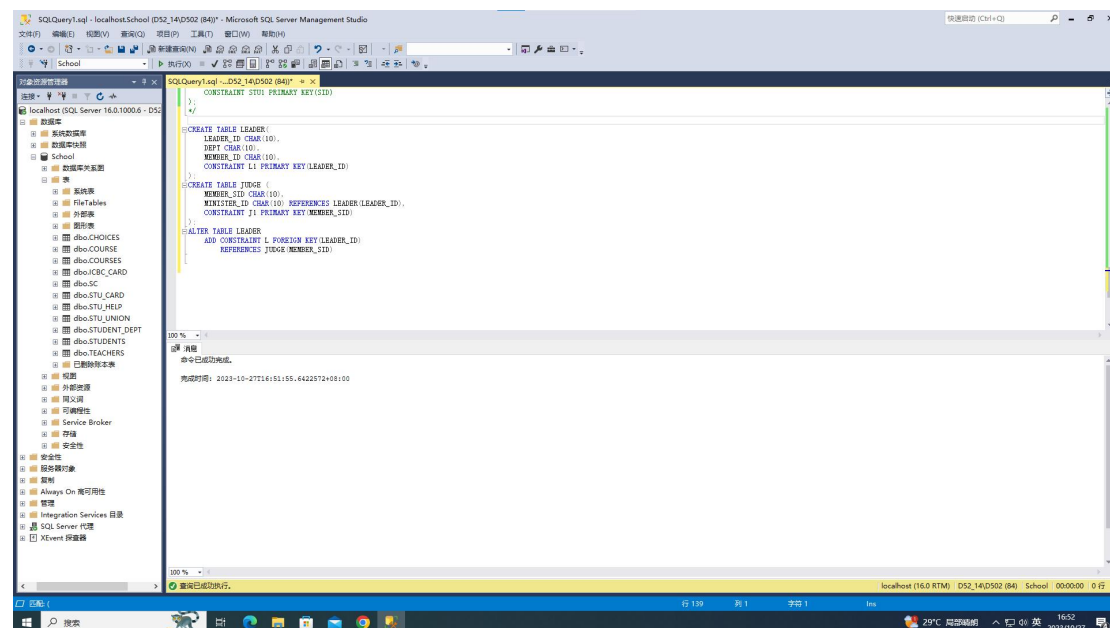 SQLQuery1.sql - localhost.School (D52_14\D502 (84))* - Microsoft SQL Server Management Studio
快速启动 (Ctrl+Q)
文件(F) 编辑(E) 视图(V) 查询(Q) 项目(P) 工具(T) 窗口(W) 帮助(H)
新建查询(N)
School
执行(X)
对象资源管理器
SQLQuery1.sql -...D52_14\D502 (84))*
连接
localhost (SQL Server 16.0.1000.6 - D52
数据库
系统数据库
数据库快照
School
数据库关系图
表
系统表
FileTables
外部表
图形表
dbo.CHOICES
dbo.COURSE
dbo.COURSES
dbo.ICBC_CARD
dbo.SC
dbo.STU_CARD
dbo.STU_HELP
dbo.STU_UNION
dbo.STUDENT_DEPT
dbo.STUDENTS
dbo.TEACHERS
已删除账本表
视图
外部资源
同义词
可编程性
Service Broker
存储
安全性
安全性
服务器对象
复制
Always On 高可用性
管理
Integration Services 目录
SQL Server 代理
XEvent 探查器
CONSTRAINT STU1 PRIMARY KEY(SID)
);
*/
CREATE TABLE LEADER(
LEADER_ID CHAR(10),
DEPT CHAR(10),
MEMBER_ID CHAR(10),
CONSTRAINT L1 PRIMARY KEY(LEADER_ID)
);
CREATE TABLE JUDGE (
MEMBER_SID CHAR(10),
MINISTER_ID CHAR(10) REFERENCES LEADER(LEADER_ID),
CONSTRAINT J1 PRIMARY KEY(MEMBER_SID)
);
ALTER TABLE LEADER
ADD CONSTRAINT L FOREIGN KEY(LEADER_ID)
REFERENCES JUDGE(MEMBER_SID)
100 %
消息
命令已成功完成。
完成时间: 2023-10-27T16:51:55.6422572+08:00
100 %
查询已成功执行。
localhost (16.0 RTM) D52_14\D502 (84) School 00:00:00 0 行
匹配: (
行 139 列 1 字符 1 Ins
搜索
29°C 局部晴朗
英
16:52
2023/10/27